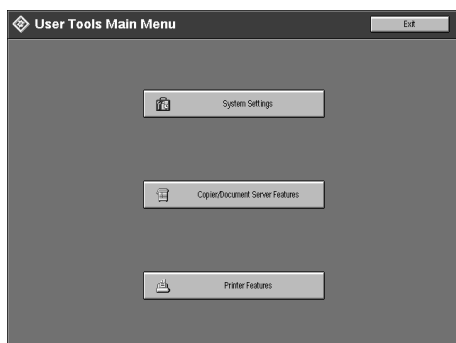 User Tools Main Menu
Exit
System Settings
Copier/Document Server Features
Printer Features